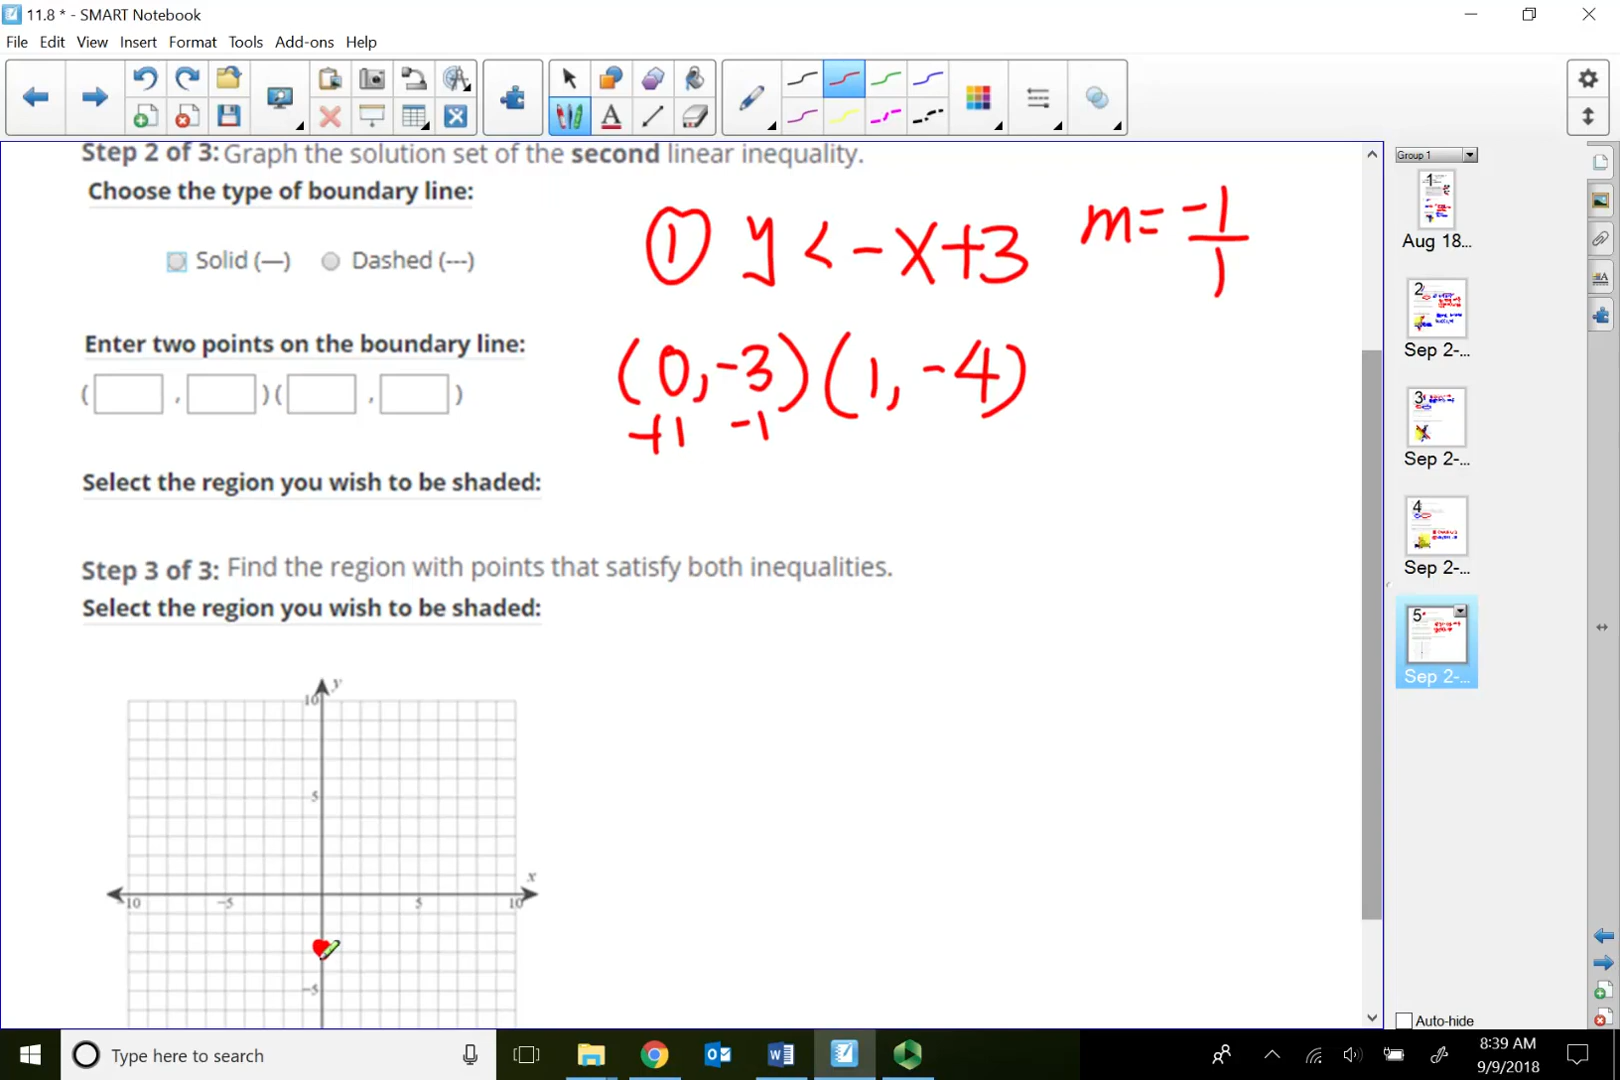 11.8 * - SMART Notebook
File Edit View Insert Format Tools Add-ons Help
Step 2 of 3: Graph the solution set of the second linear inequality.
Choose the type of boundary line:
Solid (—) Dashed (---)
① y < -x+3 m= -1/1
Enter two points on the boundary line:
( , )( , )
(0, -3)(1, -4)
+1 -1
Select the region you wish to be shaded:
Step 3 of 3: Find the region with points that satisfy both inequalities.
Select the region you wish to be shaded:
y
10
5
x
-10 -5 5 10
-5
Group 1
1
Aug 18...
2
Sep 2-...
3
Sep 2-...
4
Sep 2-...
5
Sep 2-...
Auto-hide
Type here to search
8:39 AM
9/9/2018